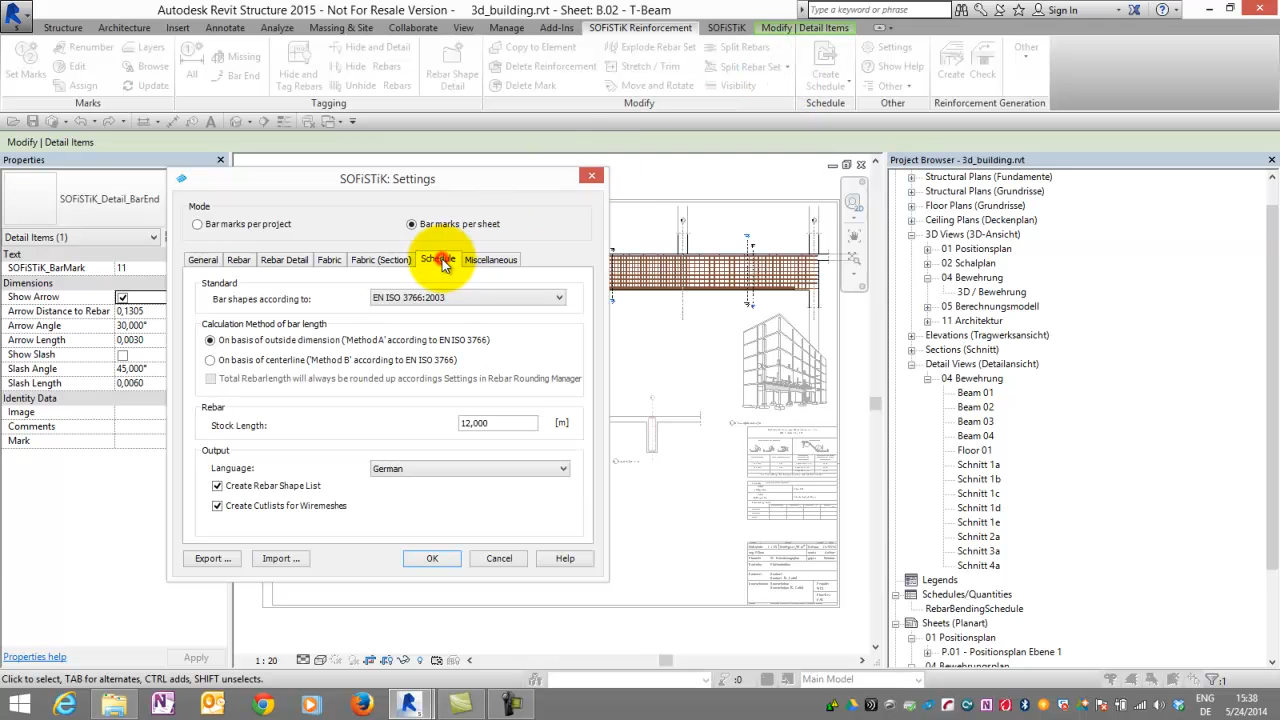 Autodesk Revit Structure 2015 - Not For Resale Version - 3d_building.rvt - Sheet: B.02 - T-Beam
Type a keyword or phrase
Sign In
Structure Architecture Insert Annotate Analyze Massing & Site Collaborate View Manage Add-Ins SOFiSTiK Reinforcement SOFiSTiK Modify | Detail Items
Renumber Layers Missing Hide and Detail Copy to Element Explode Rebar Set Split Rebars Settings Other
Edit Browse Bar End Hide Rebars Delete Reinforcement Stretch / Trim Split Rebar Set Show Help
Set Marks Assign Update All Hide and Tag Rebars Unhide Rebars Rebar Shape Detail Delete Mark Move and Rotate Visibility Create Schedule Other Create Check
Marks Tagging Modify Schedule Other Reinforcement Generation
Modify | Detail Items
Properties
SOFiSTiK_Detail_BarEnd
Detail Items (1)
Text
SOFiSTiK_BarMark 11
Dimensions
Show Arrow
Arrow Distance to Rebar 0,1305
Arrow Angle 30,000°
Arrow Length 0,0030
Show Slash
Slash Angle 45,000°
Slash Length 0,0060
Identity Data
Image
Comments
Mark
Properties help
Apply
SOFiSTiK: Settings
Mode
Bar marks per project Bar marks per sheet
General Rebar Rebar Detail Fabric Fabric (Section) Schedule Miscellaneous
Standard
Bar shapes according to: EN ISO 3766:2003
Calculation Method of bar length
On basis of outside dimension ('Method A' according to EN ISO 3766)
On basis of centerline ('Method B' according to EN ISO 3766)
Total Rebarlength will always be rounded up accordings Settings in Rebar Rounding Manager
Rebar
Stock Length: 12,000 [m]
Output
Language: German
Create Rebar Shape List
Create Cutlists for Wiremeshes
Export ... Import ... OK Cancel Help
Project Browser - 3d_building.rvt
Structural Plans (Fundamente)
Structural Plans (Grundrisse)
Floor Plans (Grundrisse)
Ceiling Plans (Deckenplan)
3D Views (3D-Ansicht)
01 Positionsplan
02 Schalplan
04 Bewehrung
3D / Bewehrung
05 Berechnungsmodell
11 Architektur
Elevations (Tragwerksansicht)
Sections (Schnitt)
Detail Views (Detailansicht)
04 Bewehrung
Beam 01
Beam 02
Beam 03
Beam 04
Floor 01
Schnitt 1a
Schnitt 1b
Schnitt 1c
Schnitt 1d
Schnitt 1e
Schnitt 2a
Schnitt 3a
Schnitt 4a
Legends
Schedules/Quantities
RebarBendingSchedule
Sheets (Planart)
01 Positionsplan
P.01 - Positionsplan Ebene 1
04 Bewehrungsplan
1 : 20
Click to select, TAB for alternates, CTRL adds, SHIFT unselects.
:0
Main Model
:1
ENG
DE
15:38
5/24/2014